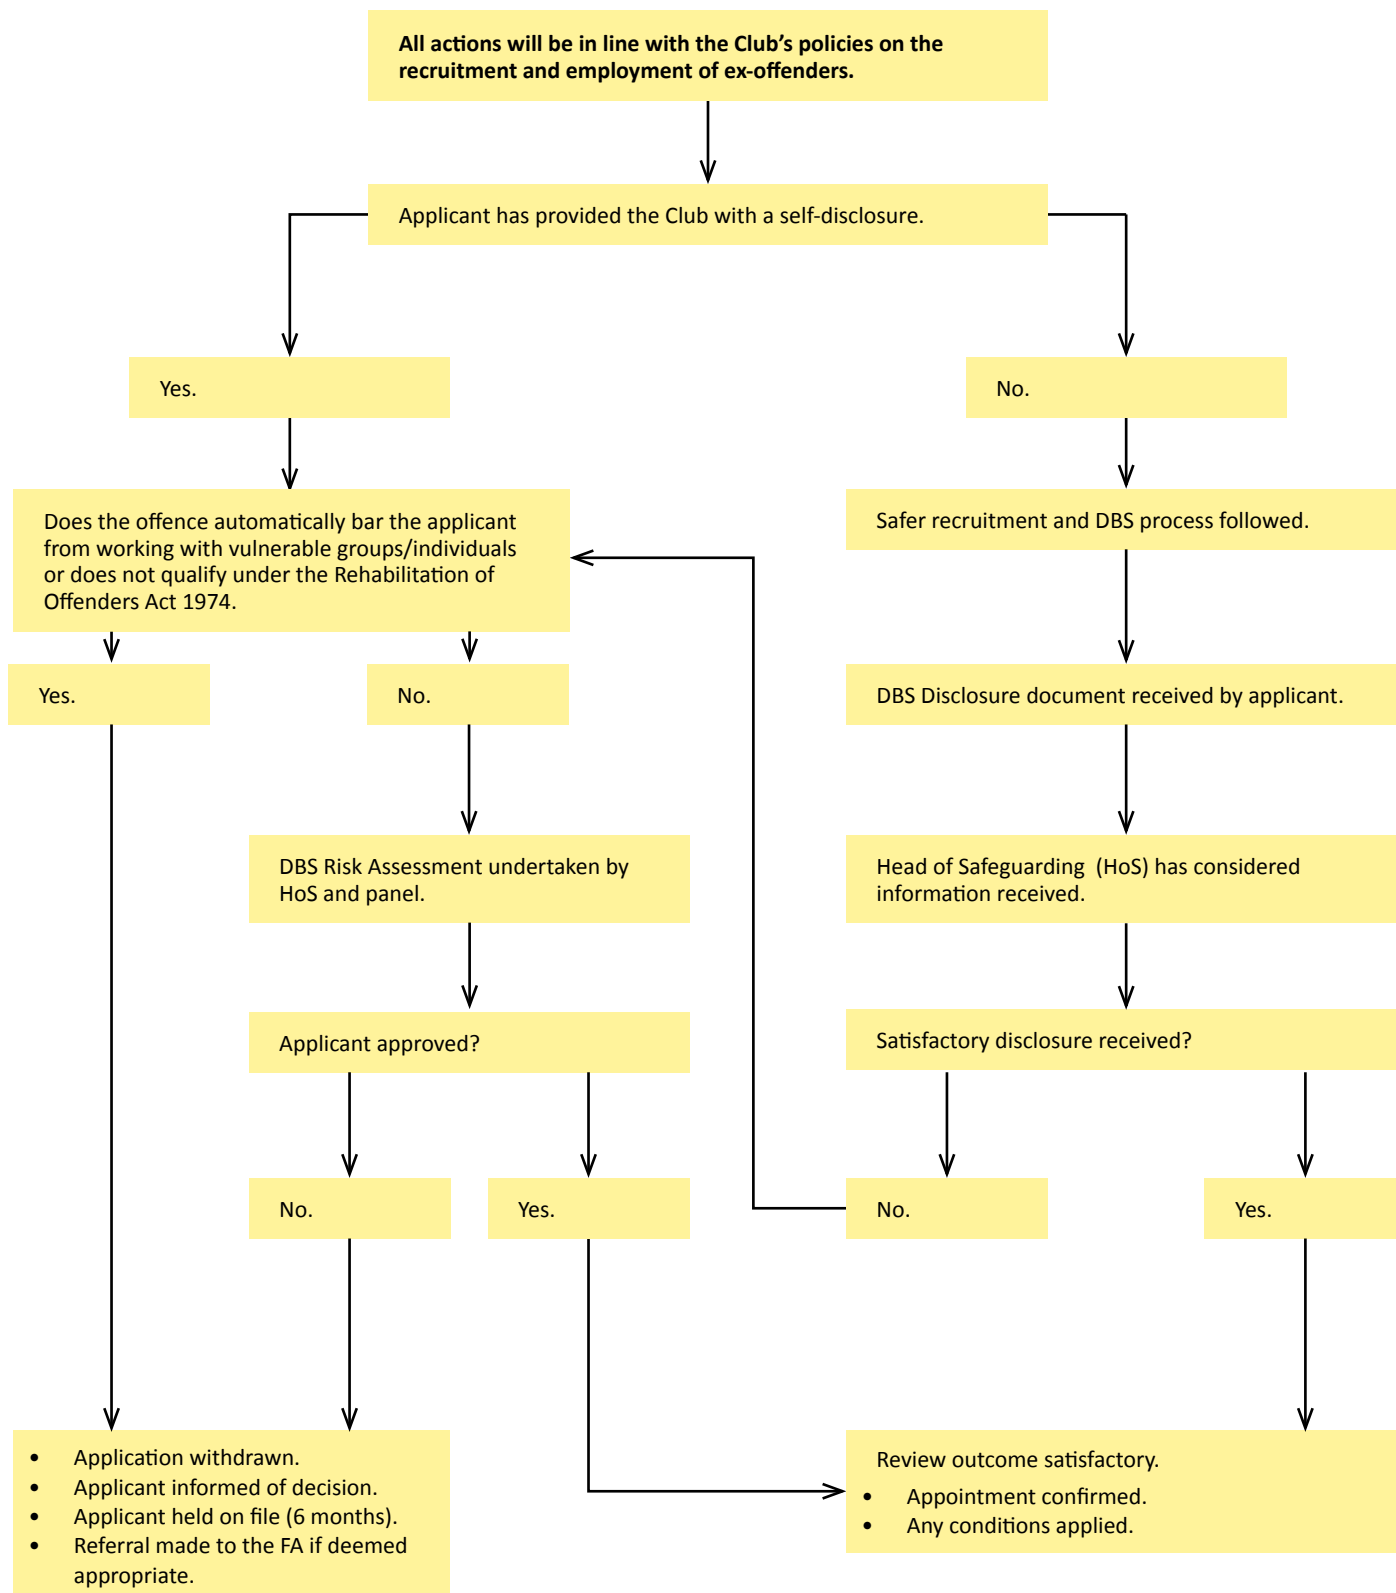 All actions will be in line with the Club's policies on the
recruitment and employment of ex-offenders.
Applicant has provided the Club with a self-disclosure.
Yes.
No.
Does the offence automatically bar the applicant
from working with vulnerable groups/individuals
or does not qualify under the Rehabilitation of
Offenders Act 1974.
Safer recruitment and DBS process followed.
Yes.
No.
DBS Disclosure document received by applicant.
DBS Risk Assessment undertaken by
HoS and panel.
Head of Safeguarding  (HoS) has considered
information received.
Applicant approved?
Satisfactory disclosure received?
No.
Yes.
No.
Yes.
• Application withdrawn.
• Applicant informed of decision.
• Applicant held on file (6 months).
• Referral made to the FA if deemed
appropriate.
Review outcome satisfactory.
• Appointment confirmed.
• Any conditions applied.